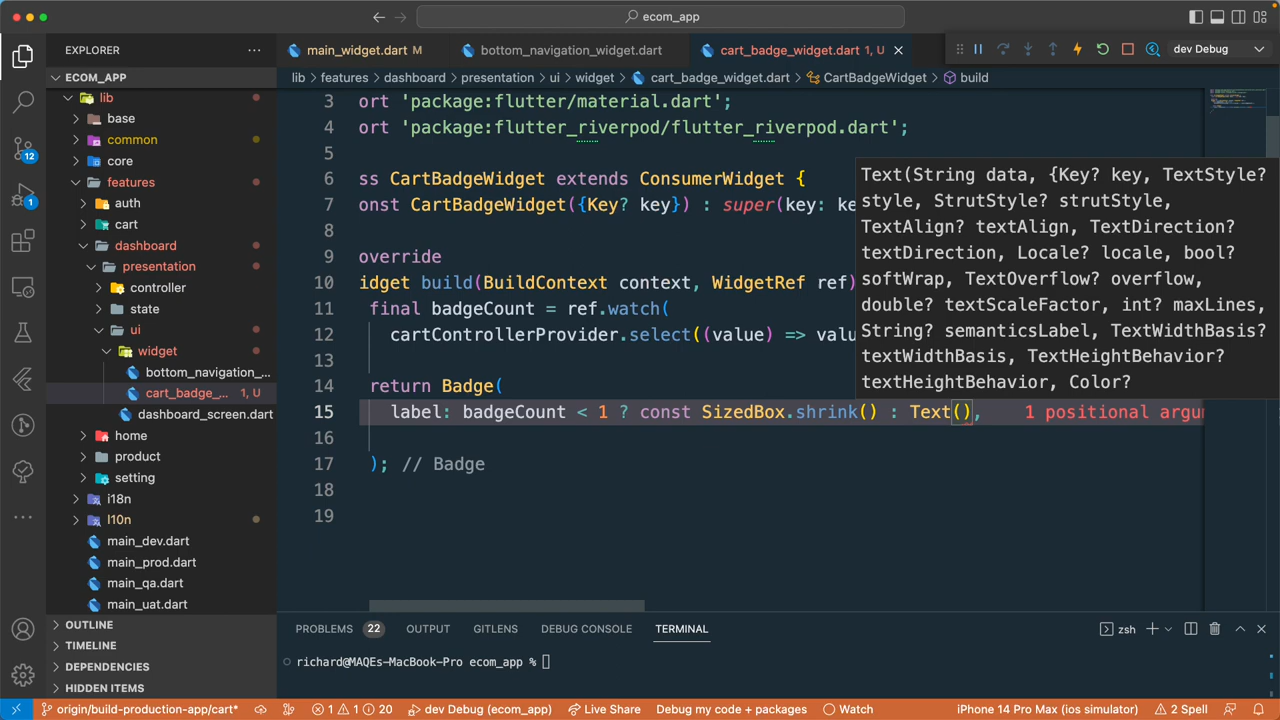 ecom_app
EXPLORER
main_widget.dart M
bottom_navigation_widget.dart
cart_badge_widget.dart 1, U
dev Debug
ECOM_APP
lib > features > dashboard > presentation > ui > widget > cart_badge_widget.dart > CartBadgeWidget > build
lib
base
common
core
features
auth
cart
dashboard
presentation
controller
state
ui
widget
bottom_navigation_...
cart_badge_... 1, U
dashboard_screen.dart
home
product
setting
i18n
l10n
main_dev.dart
main_prod.dart
main_qa.dart
main_uat.dart
OUTLINE
TIMELINE
DEPENDENCIES
HIDDEN ITEMS
12
1
3 ort 'package:flutter/material.dart';
4 ort 'package:flutter_riverpod/flutter_riverpod.dart';
5
6 ss CartBadgeWidget extends ConsumerWidget {
7 onst CartBadgeWidget({Key? key}) : super(key: ke
8
9 override
10 idget build(BuildContext context, WidgetRef ref)
11 final badgeCount = ref.watch(
12 cartControllerProvider.select((value) => valu
13
14 return Badge(
15 label: badgeCount < 1 ? const SizedBox.shrink() : Text(), 1 positional argu
16
17 ); // Badge
18
19
Text(String data, {Key? key, TextStyle?
style, StrutStyle? strutStyle,
TextAlign? textAlign, TextDirection?
textDirection, Locale? locale, bool?
softWrap, TextOverflow? overflow,
double? textScaleFactor, int? maxLines,
String? semanticsLabel, TextWidthBasis?
textWidthBasis, TextHeightBehavior?
textHeightBehavior, Color?
PROBLEMS 22 OUTPUT GITLENS DEBUG CONSOLE TERMINAL
zsh
richard@MAQEs-MacBook-Pro ecom_app %
origin/build-production-app/cart* 1 1 20 dev Debug (ecom_app) Live Share Debug my code + packages Watch iPhone 14 Pro Max (ios simulator) 2 Spell